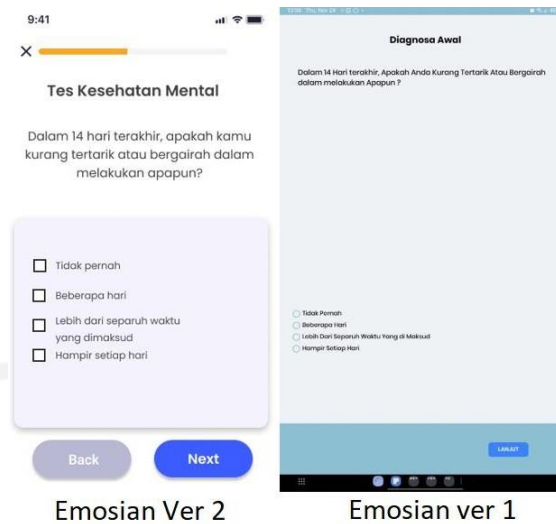 9:41
Tes Kesehatan Mental
Dalam 14 hari terakhir, apakah kamu
kurang tertarik atau bergairah dalam
melakukan apapun?
Tidak pernah
Beberapa hari
Lebih dari separuh waktu
yang dimaksud
Hampir setiap hari
Back
Next
Emosian Ver 2
Diagnosa Awal
Dalam 14 Hari terakhir, Apakah Anda Kurang Tertarik Atau Bergairah
dalam melakukan Apapun ?
Tidak Pernah
Beberapa Hari
Lebih Dari Separuh Waktu Yang di Maksud
Hampir Setiap Hari
LANJUT
Emosian ver 1